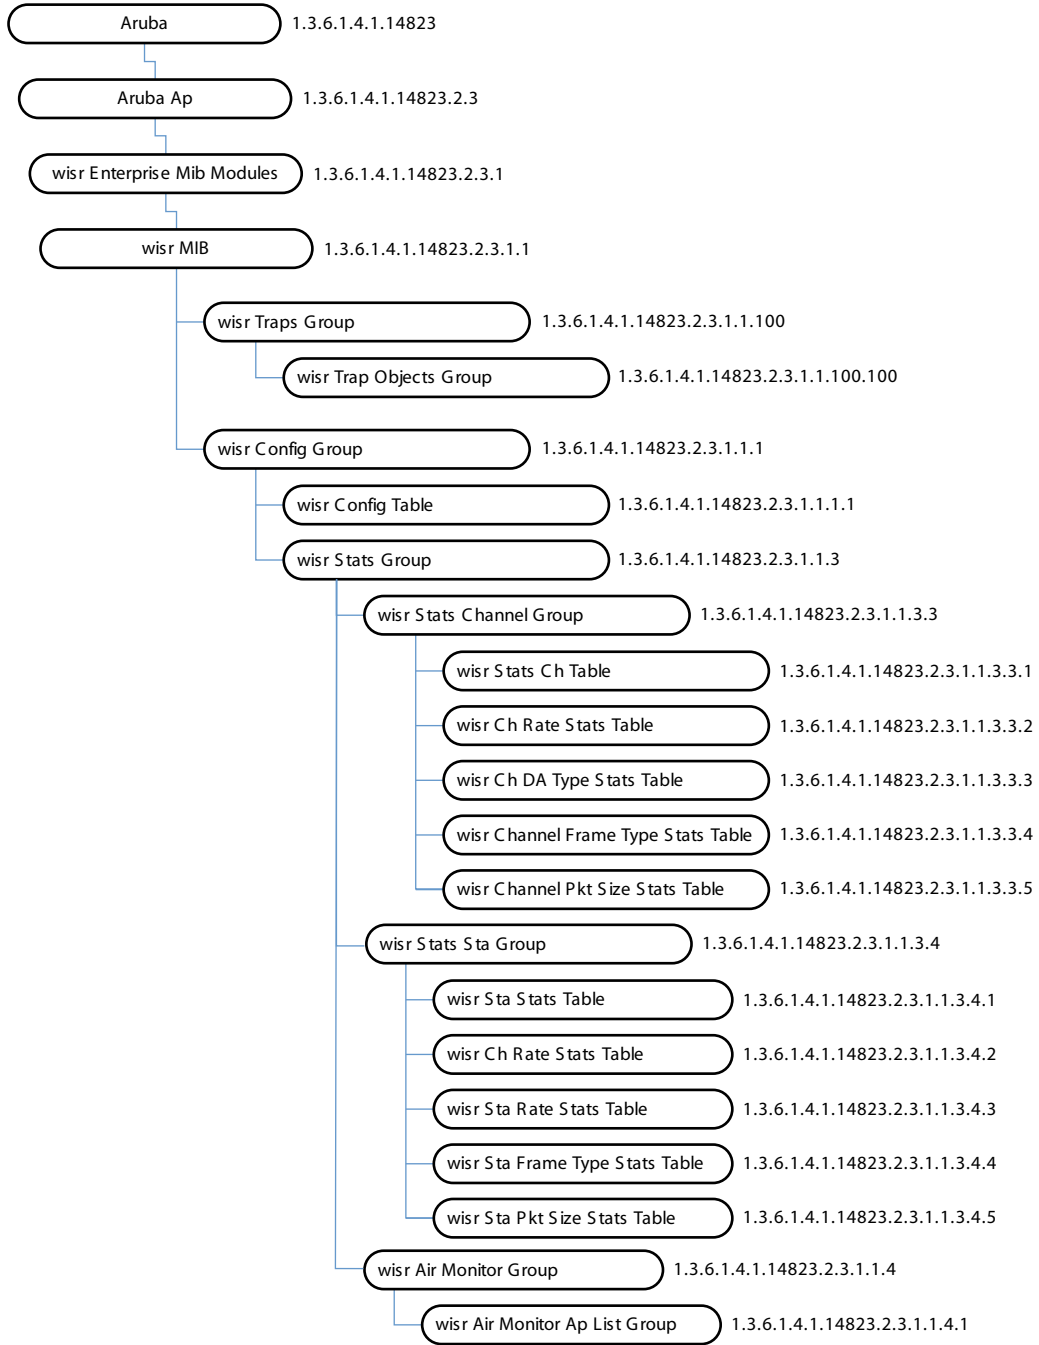 Aruba 1.3.6.1.4.1.14823
Aruba Ap 1.3.6.1.4.1.14823.2.3
wisr Enterprise Mib Modules 1.3.6.1.4.1.14823.2.3.1
wisr MIB 1.3.6.1.4.1.14823.2.3.1.1
wisr Traps Group 1.3.6.1.4.1.14823.2.3.1.1.100
wisr Trap Objects Group 1.3.6.1.4.1.14823.2.3.1.1.100.100
wisr Config Group 1.3.6.1.4.1.14823.2.3.1.1.1
wisr Config Table 1.3.6.1.4.1.14823.2.3.1.1.1.1
wisr Stats Group 1.3.6.1.4.1.14823.2.3.1.1.3
wisr Stats Channel Group 1.3.6.1.4.1.14823.2.3.1.1.3.3
wisr Stats Ch Table 1.3.6.1.4.1.14823.2.3.1.1.3.3.1
wisr Ch Rate Stats Table 1.3.6.1.4.1.14823.2.3.1.1.3.3.2
wisr Ch DA Type Stats Table 1.3.6.1.4.1.14823.2.3.1.1.3.3.3
wisr Channel Frame Type Stats Table 1.3.6.1.4.1.14823.2.3.1.1.3.3.4
wisr Channel Pkt Size Stats Table 1.3.6.1.4.1.14823.2.3.1.1.3.3.5
wisr Stats Sta Group 1.3.6.1.4.1.14823.2.3.1.1.3.4
wisr Sta Stats Table 1.3.6.1.4.1.14823.2.3.1.1.3.4.1
wisr Ch Rate Stats Table 1.3.6.1.4.1.14823.2.3.1.1.3.4.2
wisr Sta Rate Stats Table 1.3.6.1.4.1.14823.2.3.1.1.3.4.3
wisr Sta Frame Type Stats Table 1.3.6.1.4.1.14823.2.3.1.1.3.4.4
wisr Sta Pkt Size Stats Table 1.3.6.1.4.1.14823.2.3.1.1.3.4.5
wisr Air Monitor Group 1.3.6.1.4.1.14823.2.3.1.1.4
wisr Air Monitor Ap List Group 1.3.6.1.4.1.14823.2.3.1.1.4.1